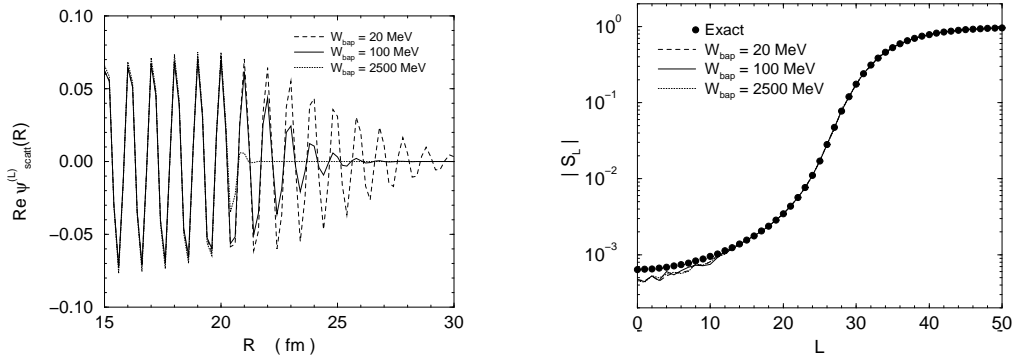 0.10
0.05
0.00
−0.05
−0.10
Re ψ(L)scatt(R)
W_bap = 20 MeV
W_bap = 100 MeV
W_bap = 2500 MeV
15
20
25
30
R ( fm )
10^0
10^−1
10^−2
10^−3
| S_L |
Exact
W_bap = 20 MeV
W_bap = 100 MeV
W_bap = 2500 MeV
0
10
20
30
40
50
L